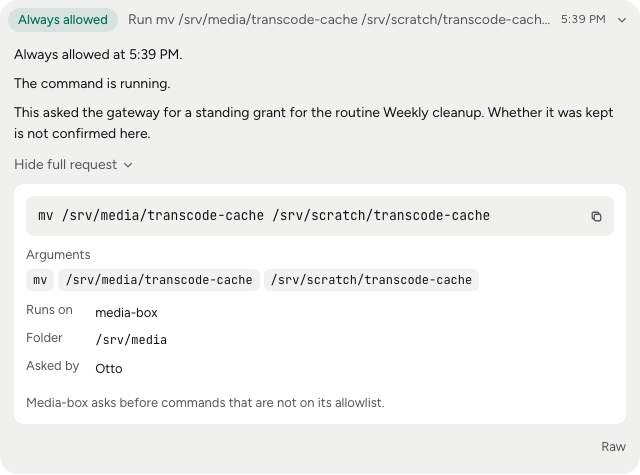 Always allowed Run mv /srv/media/transcode-cache /srv/scratch/transcode-cach... 5:39 PM
Always allowed at 5:39 PM.
The command is running.
This asked the gateway for a standing grant for the routine Weekly cleanup. Whether it was kept
is not confirmed here.
Hide full request
mv /srv/media/transcode-cache /srv/scratch/transcode-cache
Arguments
mv /srv/media/transcode-cache /srv/scratch/transcode-cache
Runs on media-box
Folder /srv/media
Asked by Otto
Media-box asks before commands that are not on its allowlist.
Raw